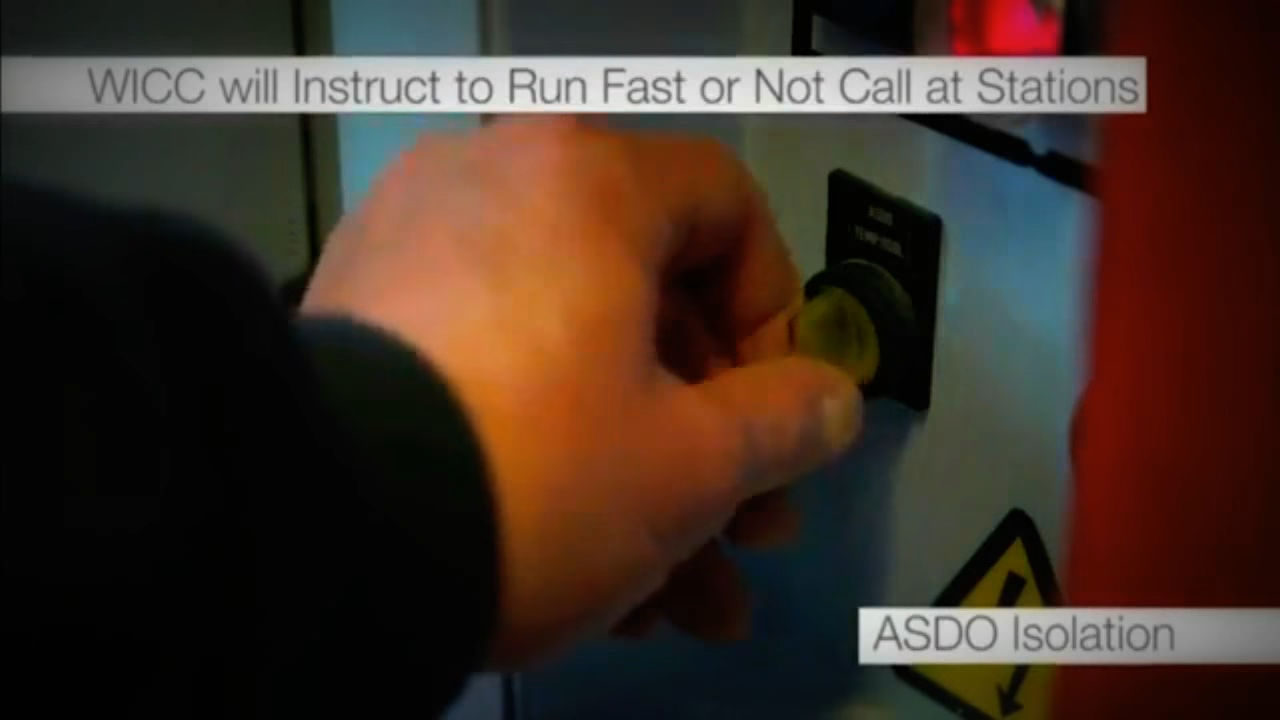 WICC will Instruct to Run Fast or Not Call at Stations
ASDO Isolation